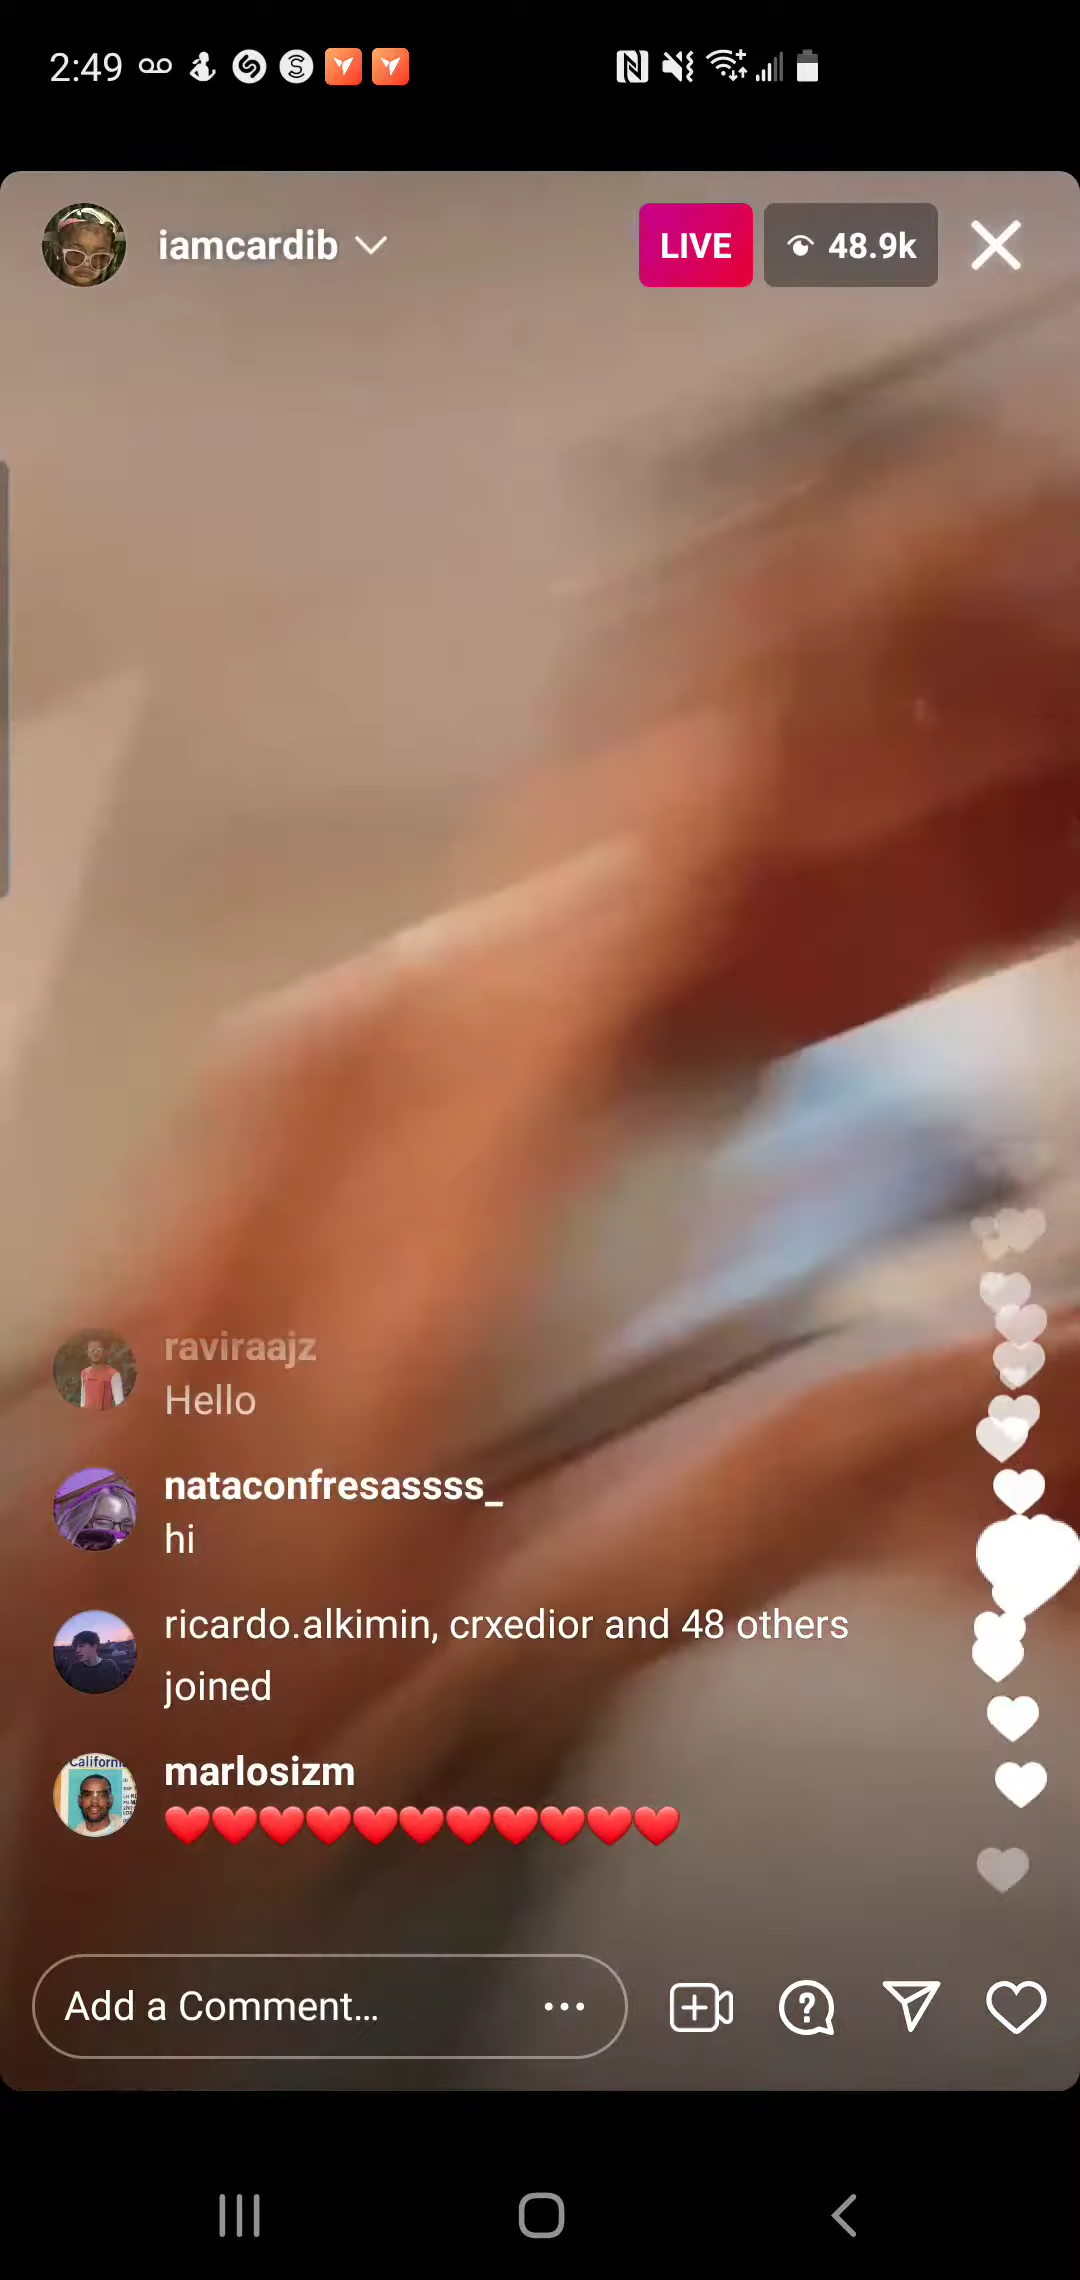 2:49
iamcardib
LIVE
48.9k
raviraajz
Hello
nataconfresassss_
hi
ricardo.alkimin, crxedior and 48 others
joined
Californ
marlosizm
❤️❤️❤️❤️❤️❤️❤️❤️❤️❤️❤️
Add a Comment...